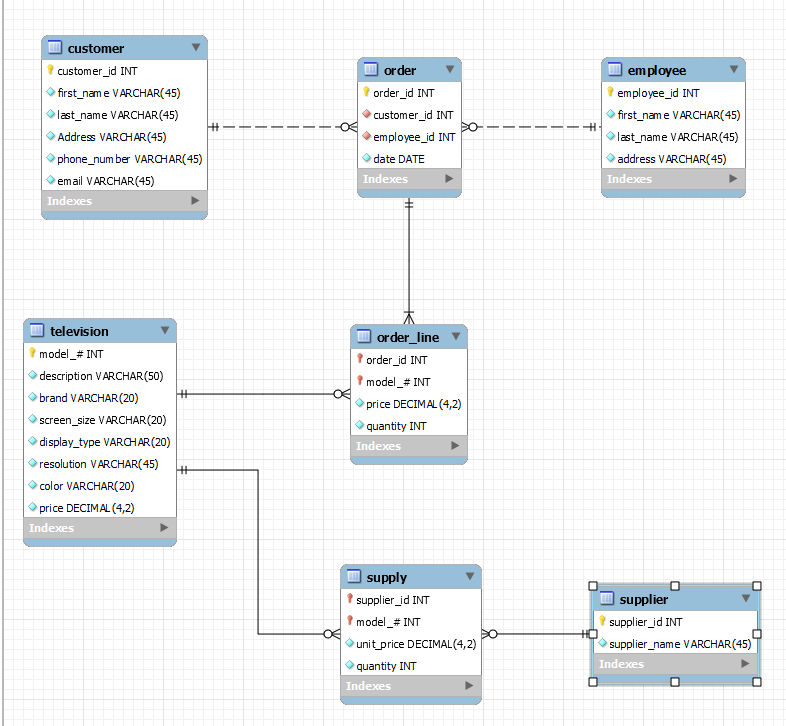 customer
customer_id INT
first_name VARCHAR(45)
last_name VARCHAR(45)
Address VARCHAR(45)
phone_number VARCHAR(45)
email VARCHAR(45)
Indexes
order
order_id INT
customer_id INT
employee_id INT
date DATE
Indexes
employee
employee_id INT
first_name VARCHAR(45)
last_name VARCHAR(45)
address VARCHAR(45)
Indexes
television
model_# INT
description VARCHAR(50)
brand VARCHAR(20)
screen_size VARCHAR(20)
display_type VARCHAR(20)
resolution VARCHAR(45)
color VARCHAR(20)
price DECIMAL(4,2)
Indexes
order_line
order_id INT
model_# INT
price DECIMAL(4,2)
quantity INT
Indexes
supply
supplier_id INT
model_# INT
unit_price DECIMAL(4,2)
quantity INT
Indexes
supplier
supplier_id INT
supplier_name VARCHAR(45)
Indexes